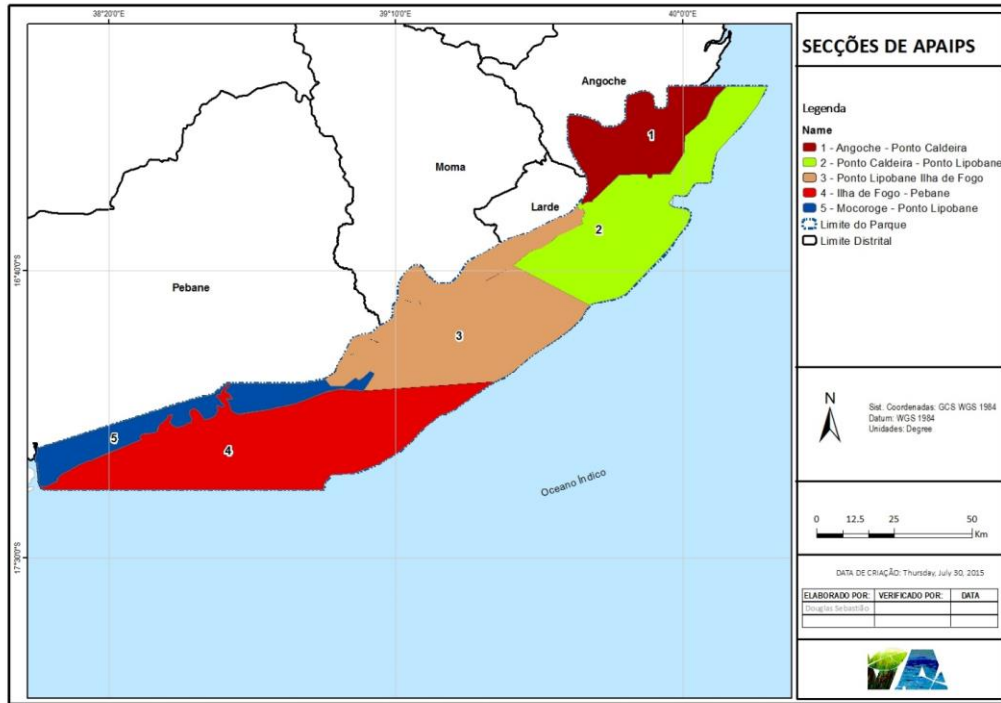 38°20'0"E
39°10'0"E
40°0'0"E
SECÇÕES DE APAIPS
Angoche
1
Legenda
Name
1 - Angoche - Ponto Caldeira
2 - Ponto Caldeira - Ponto Lipobane
3 - Ponto Lipobane Ilha de Fogo
4 - Ilha de Fogo - Pebane
5 - Mocoroge - Ponto Lipobane
Limite do Parque
Limite Distrital
Moma
Larde
2
16°40'0"S
Pebane
3
5
4
N
Sist. Coordenadas: GCS WGS 1984
Datum: WGS 1984
Unidades: Degree
Oceano Índico
0 12.5 25 50
Km
17°30'0"S
DATA DE CRIAÇÃO: Thursday, July 30, 2015
ELABORADO POR: VERIFICADO POR: DATA
Douglas Sebastião